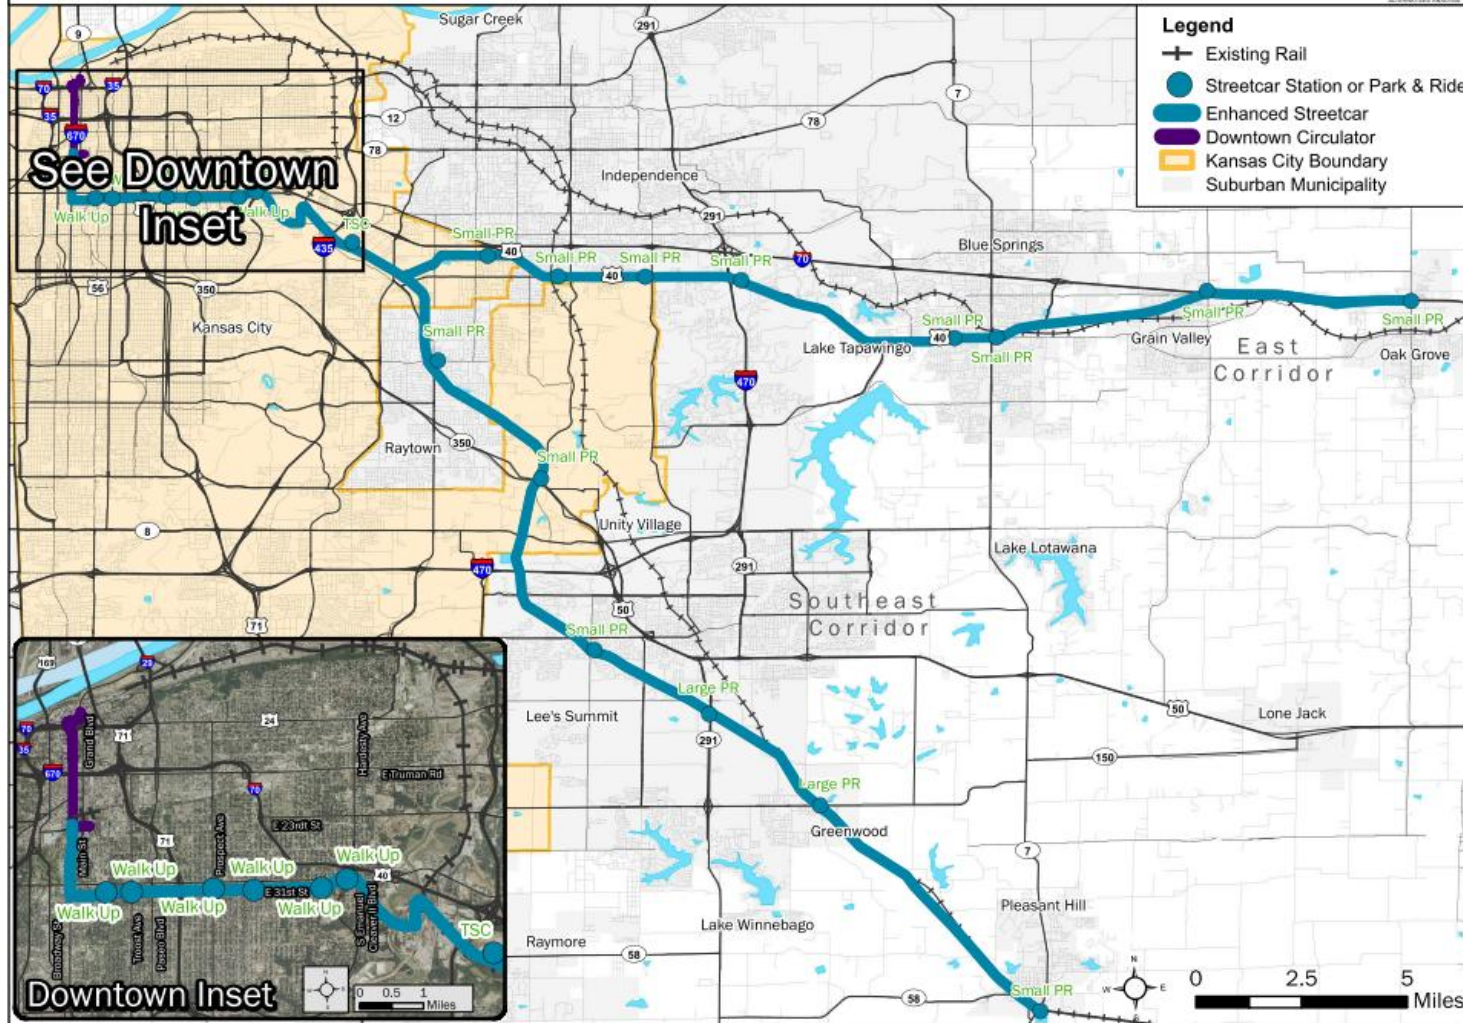 Legend
Existing Rail
Streetcar Station or Park & Ride
Enhanced Streetcar
Downtown Circulator
Kansas City Boundary
Suburban Municipality
Sugar Creek
291
9
70
35
7
35
12
78
670
78
See Downtown
Inset
Walk Up
Walk Up
TSC
Independence
291
435
Small PR
40
Small PR
40
Small PR
Small PR
70
Blue Springs
56
350
Kansas City
Small PR
Lake Tapawingo
Small PR
40
Small PR
Grain Valley
Small PR
East
Corridor
Small PR
Oak Grove
470
Raytown
350
Small PR
Unity Village
8
470
Lake Lotawana
291
50
71
Southeast
Corridor
Small PR
Large PR
Lee's Summit
291
50
Lone Jack
150
Large PR
Greenwood
7
Pleasant Hill
Lake Winnebago
Raymore
58
58
Small PR
N
W
E
S
0
2.5
5
Miles
169
29
70
35
670
Grand Blvd
71
24
Hardesty Ave
E Truman Rd
70
E 23rdt St
71
Main St
Prospect Ave
Walk Up
Walk Up
Walk Up
40
E 31st St
Walk Up
Walk Up
Walk Up
Broadway St
Troost Ave
Paseo Blvd
S Emanuel
Cleaver II Blvd
TSC
Downtown Inset
N
W
E
S
0
0.5
1
Miles